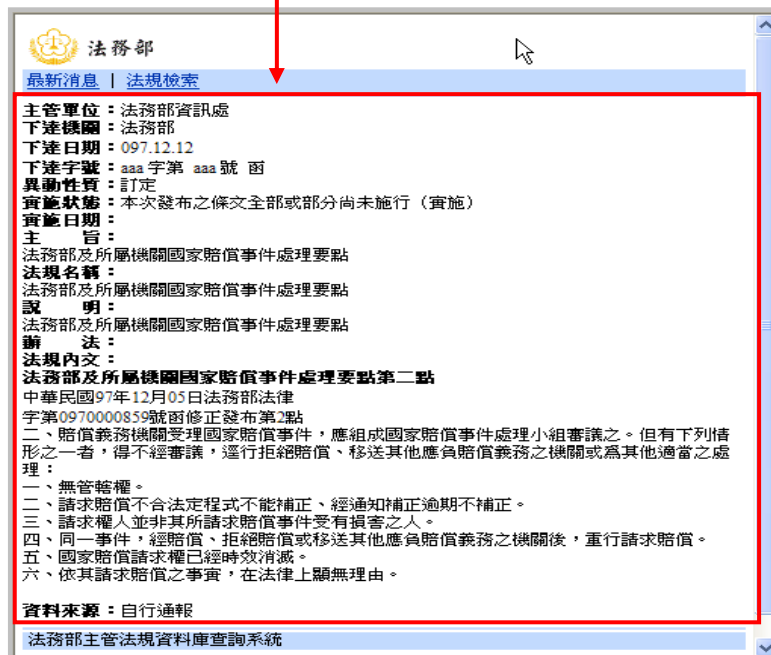 法務部
最新消息 | 法規檢索
主管單位：法務部資訊處
下達機關：法務部
下達日期：097.12.12
下達字號：aaa 字第 aaa 號 函
異動性質：訂定
實施狀態：本次發布之條文全部或部分尚未施行（實施）
實施日期：
主　　旨：
法務部及所屬機關國家賠償事件處理要點
法規名稱：
法務部及所屬機關國家賠償事件處理要點
說　　明：
法務部及所屬機關國家賠償事件處理要點
辦　　法：
法規內文：
法務部及所屬機關國家賠償事件處理要點第二點
中華民國97年12月05日法務部法律
字第0970000859號函修正發布第2點
二、賠償義務機關受理國家賠償事件，應組成國家賠償事件處理小組審議之。但有下列情
形之一者，得不經審議，逕行拒絕賠償、移送其他應負賠償義務之機關或為其他適當之處
理：
一、無管轄權。
二、請求賠償不合法定程式不能補正、經通知補正逾期不補正。
三、請求權人並非其所請求賠償事件受有損害之人。
四、同一事件，經賠償、拒絕賠償或移送其他應負賠償義務之機關後，重行請求賠償。
五、國家賠償請求權已經時效消滅。
六、依其請求賠償之事實，在法律上顯無理由。
資料來源：自行通報
法務部主管法規資料庫查詢系統